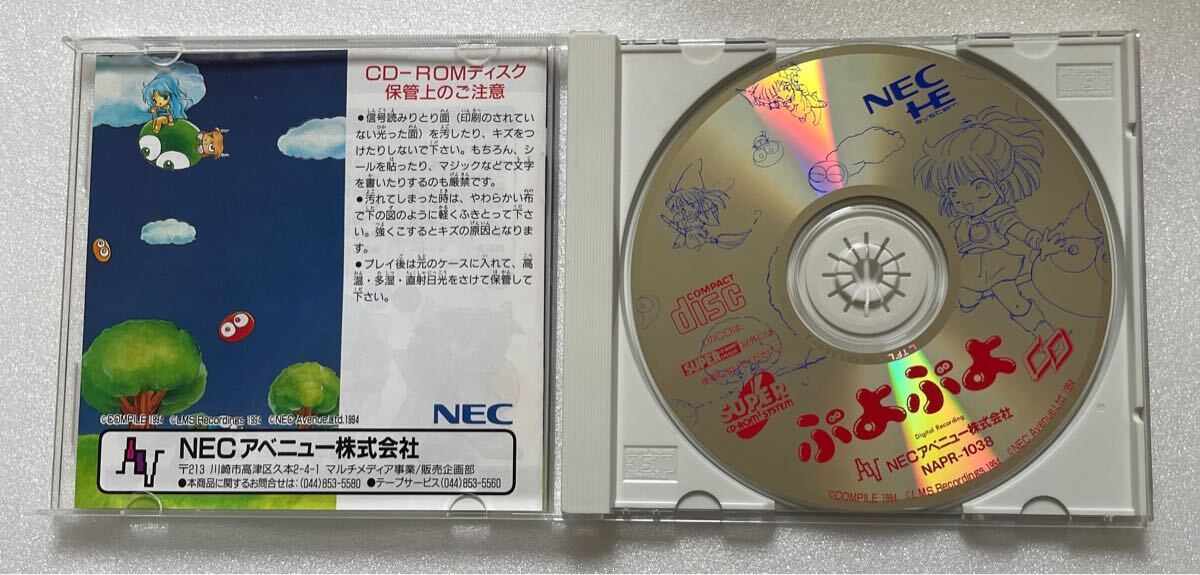 CD-ROMディスク
保管上のご注意
●信号読みとり面(印刷のされてい
ない光った面)を汚したり、キズをつ
けたりしないで下さい。もちろん、シ
ールを貼ったり、マジックなどで文字
を書いたりするのも厳禁です。
●汚れてしまった時は、やわらかい布
で下の図のように軽くふきとって下さ
い。強くこするとキズの原因となりま
す。
●プレイ後は元のケースに入れて、高
温・多湿・直射日光をさけて保管して
下さい。
©COMPILE 1994 ©LMS Recordings 1994 ©NEC Avenue Ltd. 1994
NEC
NECアベニュー株式会社
〒213 川崎市高津区久本2-4-1 マルチメディア事業/販売企画部
●本商品に関するお問合せは:(044)853-5580 ●テープサービス(044)853-5560
NEC
HE
system
COMPACT
disc
このCDは、
SUPER
SUPER
CD-ROM² SYSTEM
ぷよぷよ CD
Digital Recording
NECアベニュー株式会社
NAPR-1038
©COMPILE 1994 ©LMS Recordings 1994 ©NEC Avenue Ltd. 1994